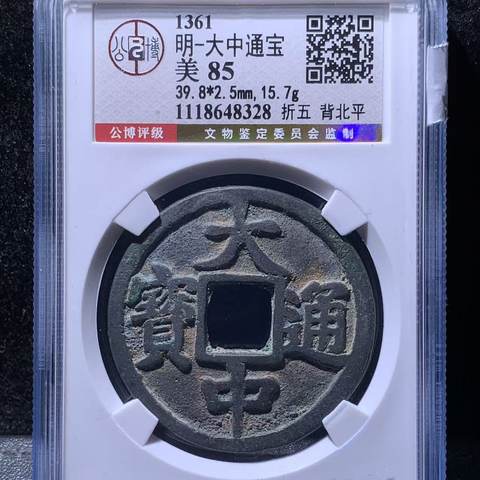 1361
明-大中通宝
美 85
39.8*2.5mm,15.7g
1118648328 折五 背北平
公博评级
文物鉴定委员会监制
大
中
通
寶